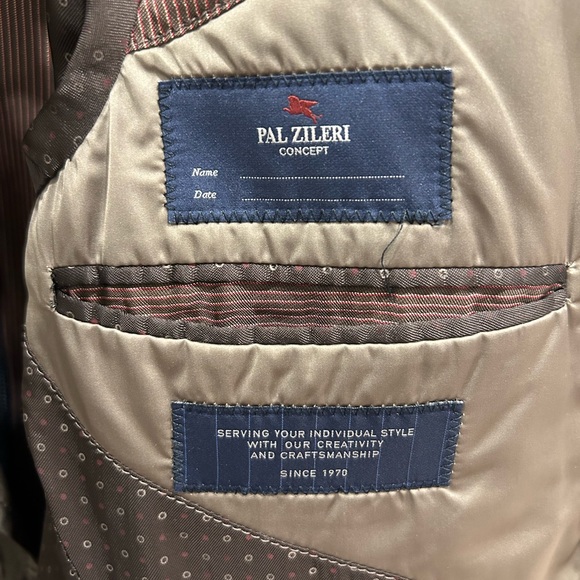 PAL ZILERI
CONCEPT
Name
Date
SERVING YOUR INDIVIDUAL STYLE
WITH OUR CREATIVITY
AND CRAFTSMANSHIP
SINCE 1970